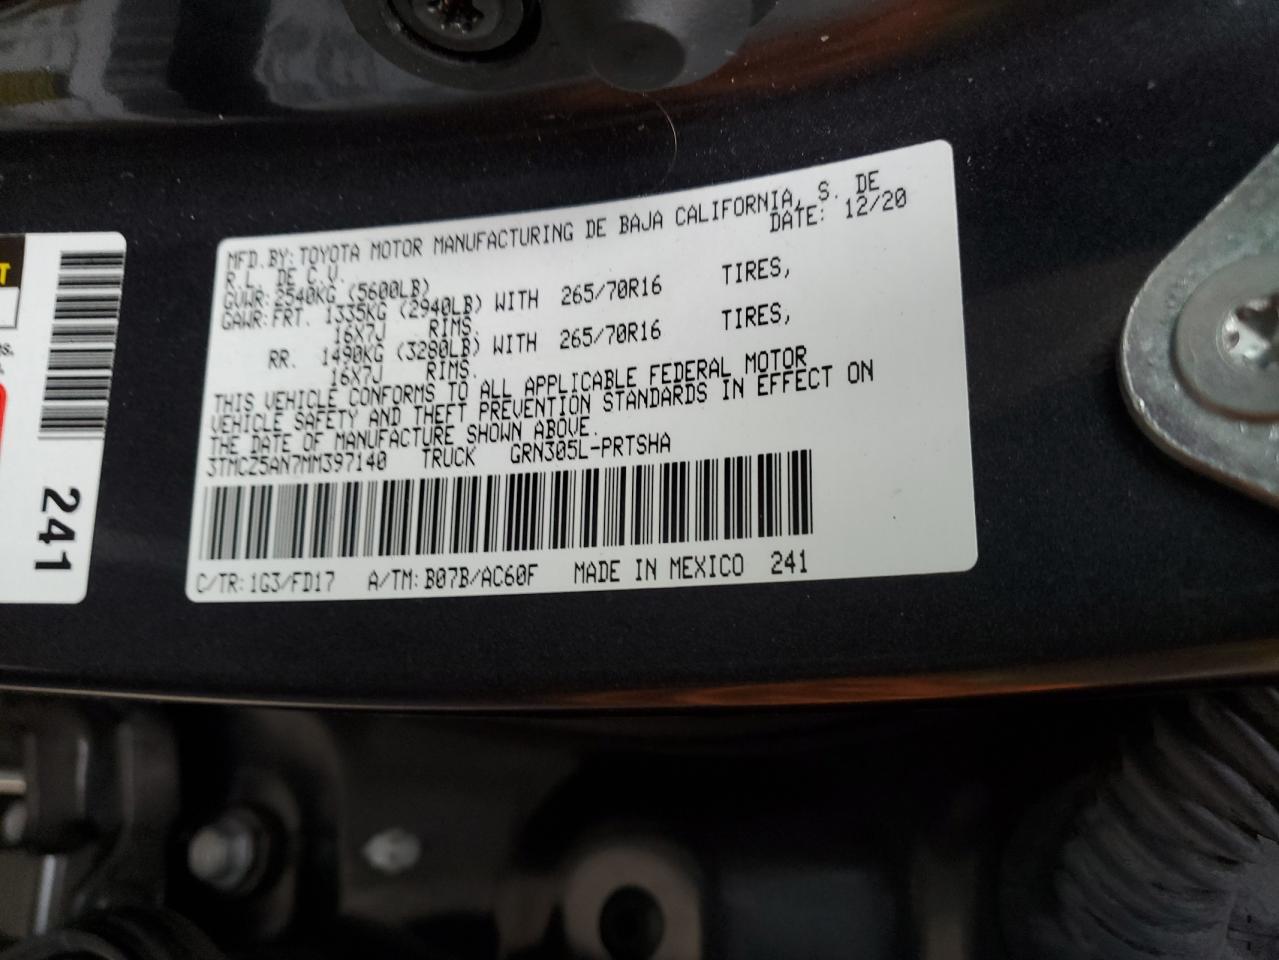 MFD.BY: TOYOTA MOTOR MANUFACTURING DE BAJA CALIFORNIA, S. DE
R.L. DE C.V. DATE: 12/20
GVWR: 2540KG (5600LB)
GAWR: FRT. 1335KG (2940LB) WITH 265/70R16 TIRES,
16X7J RIMS.
RR. 1490KG (3280LB) WITH 265/70R16 TIRES,
16X7J RIMS.
THIS VEHICLE CONFORMS TO ALL APPLICABLE FEDERAL MOTOR
VEHICLE SAFETY AND THEFT PREVENTION STANDARDS IN EFFECT ON
THE DATE OF MANUFACTURE SHOWN ABOVE.
3TMCZ5AN7MM397140 TRUCK GRN305L-PRTSHA
C/TR: 1G3/FD17 A/TM: B07B/AC60F MADE IN MEXICO 241
241